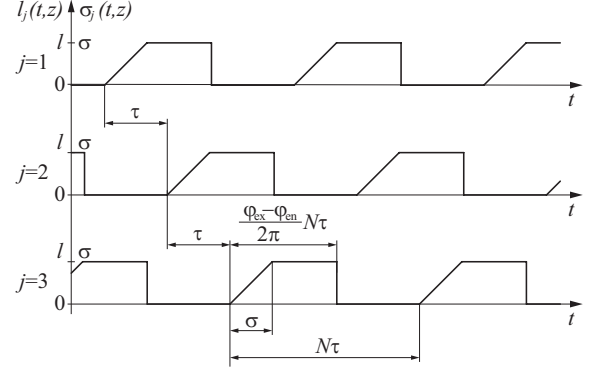 l_j(t,z) σ_j(t,z)
l σ
j=1
0
t
τ
l σ
j=2
0
t
τ
φ_ex−φ_en
2π
Nτ
l σ
j=3
0
t
σ
Nτ